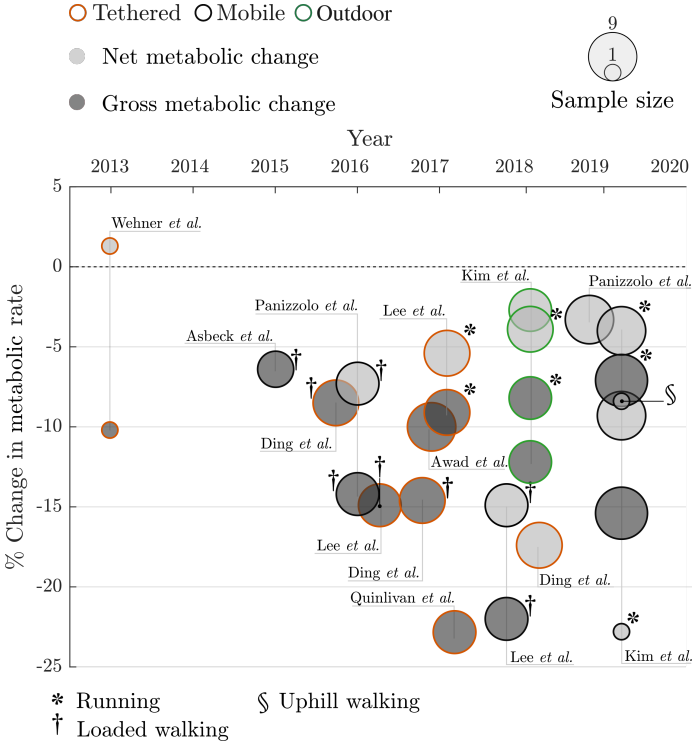 Tethered Mobile Outdoor
Net metabolic change
Gross metabolic change
9
1
Sample size
Year
2013 2014 2015 2016 2017 2018 2019 2020
% Change in metabolic rate
5
0
-5
-10
-15
-20
-25
Wehner et al.
Kim et al.
Panizzolo et al.
Panizzolo et al.
Lee et al.
Asbeck et al.
*
*
†
†
†
*
*
*
§
Ding et al.
Awad et al.
†
†
†
†
Lee et al.
Ding et al.
Ding et al.
Quinlivan et al.
†
*
Lee et al.
Kim et al.
* Running § Uphill walking
† Loaded walking